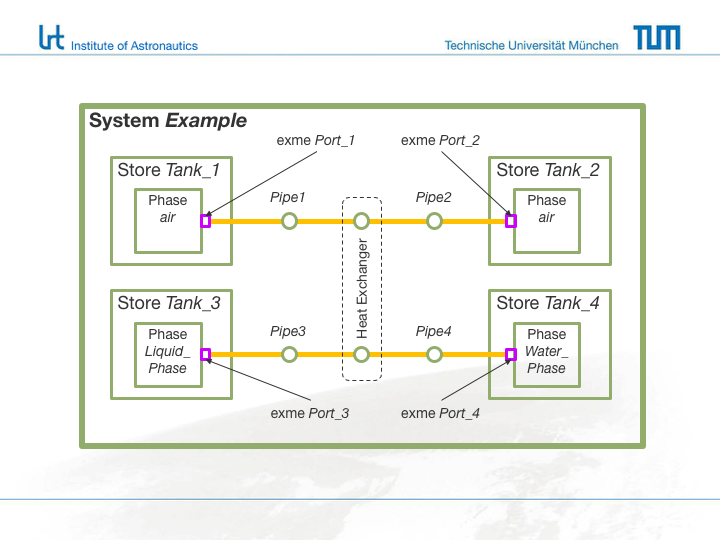 lrt Institute of Astronautics
Technische Universität München TUM
System Example
exme Port_1
exme Port_2
Store Tank_1
Store Tank_2
Phase
air
Pipe1
Pipe2
Phase
air
Heat Exchanger
Store Tank_3
Store Tank_4
Phase
Liquid_
Phase
Pipe3
Pipe4
Phase
Water_
Phase
exme Port_3
exme Port_4